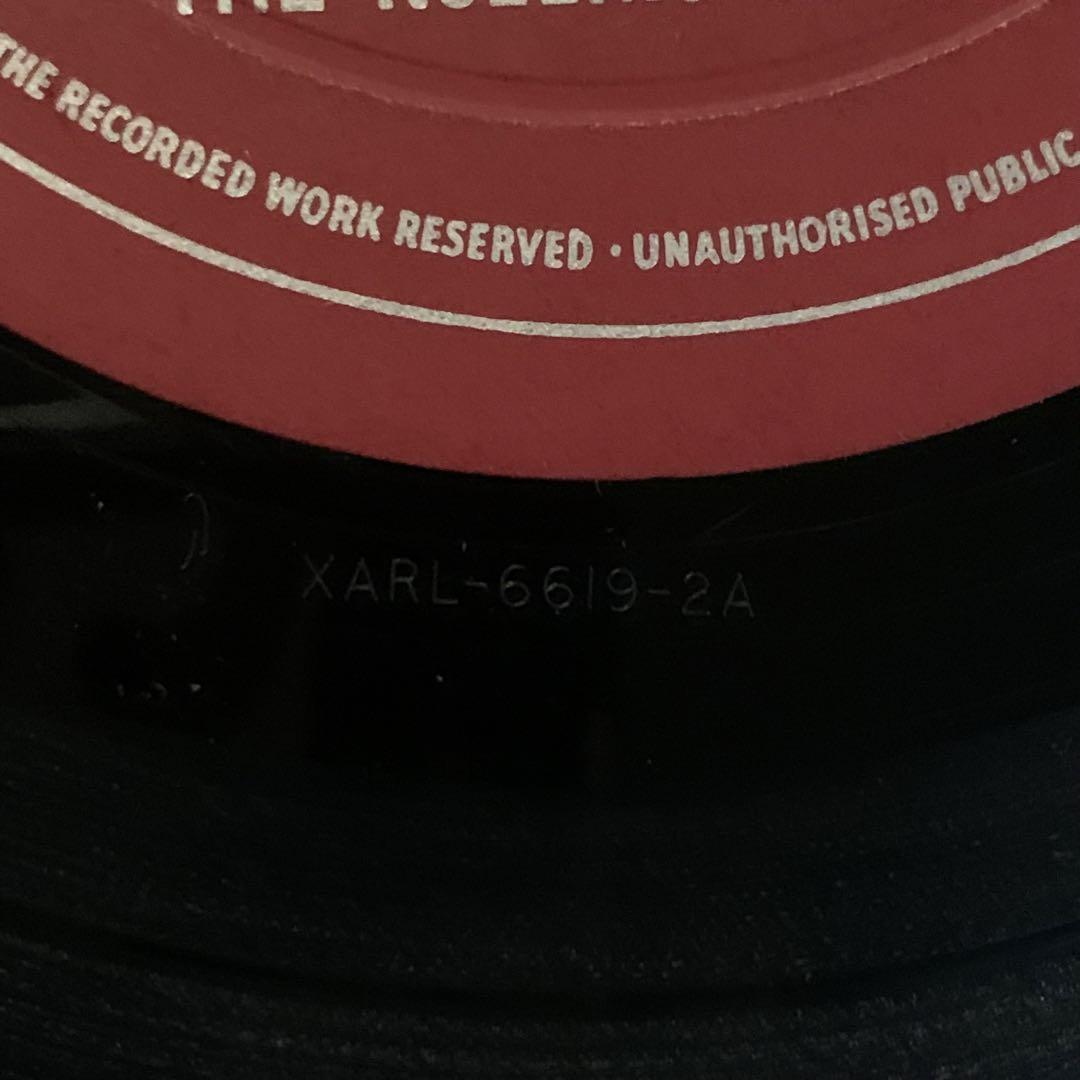 THE RECORDED WORK RESERVED · UNAUTHORISED PUBLIC
XARL-6619-2A